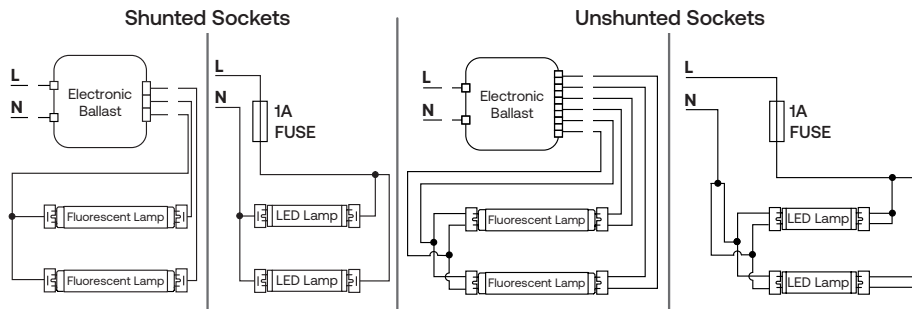 Shunted Sockets
Unshunted Sockets
L
N
Electronic
Ballast
Fluorescent Lamp
Fluorescent Lamp
L
N
1A
FUSE
LED Lamp
LED Lamp
L
N
Electronic
Ballast
Fluorescent Lamp
Fluorescent Lamp
L
N
1A
FUSE
LED Lamp
LED Lamp